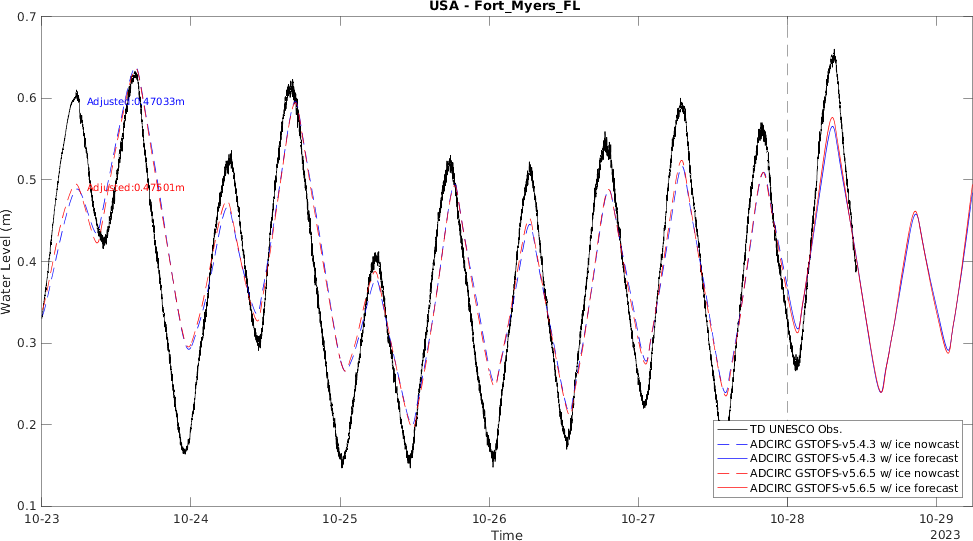 USA - Fort_Myers_FL
0.7
0.6
0.5
0.4
0.3
0.2
0.1
Water Level (m)
Adjusted:0.47033m
Adjusted:0.47501m
TD UNESCO Obs.
ADCIRC GSTOFS-v5.4.3 w/ ice nowcast
ADCIRC GSTOFS-v5.4.3 w/ ice forecast
ADCIRC GSTOFS-v5.6.5 w/ ice nowcast
ADCIRC GSTOFS-v5.6.5 w/ ice forecast
10-23 10-24 10-25 10-26 10-27 10-28 10-29
Time
2023